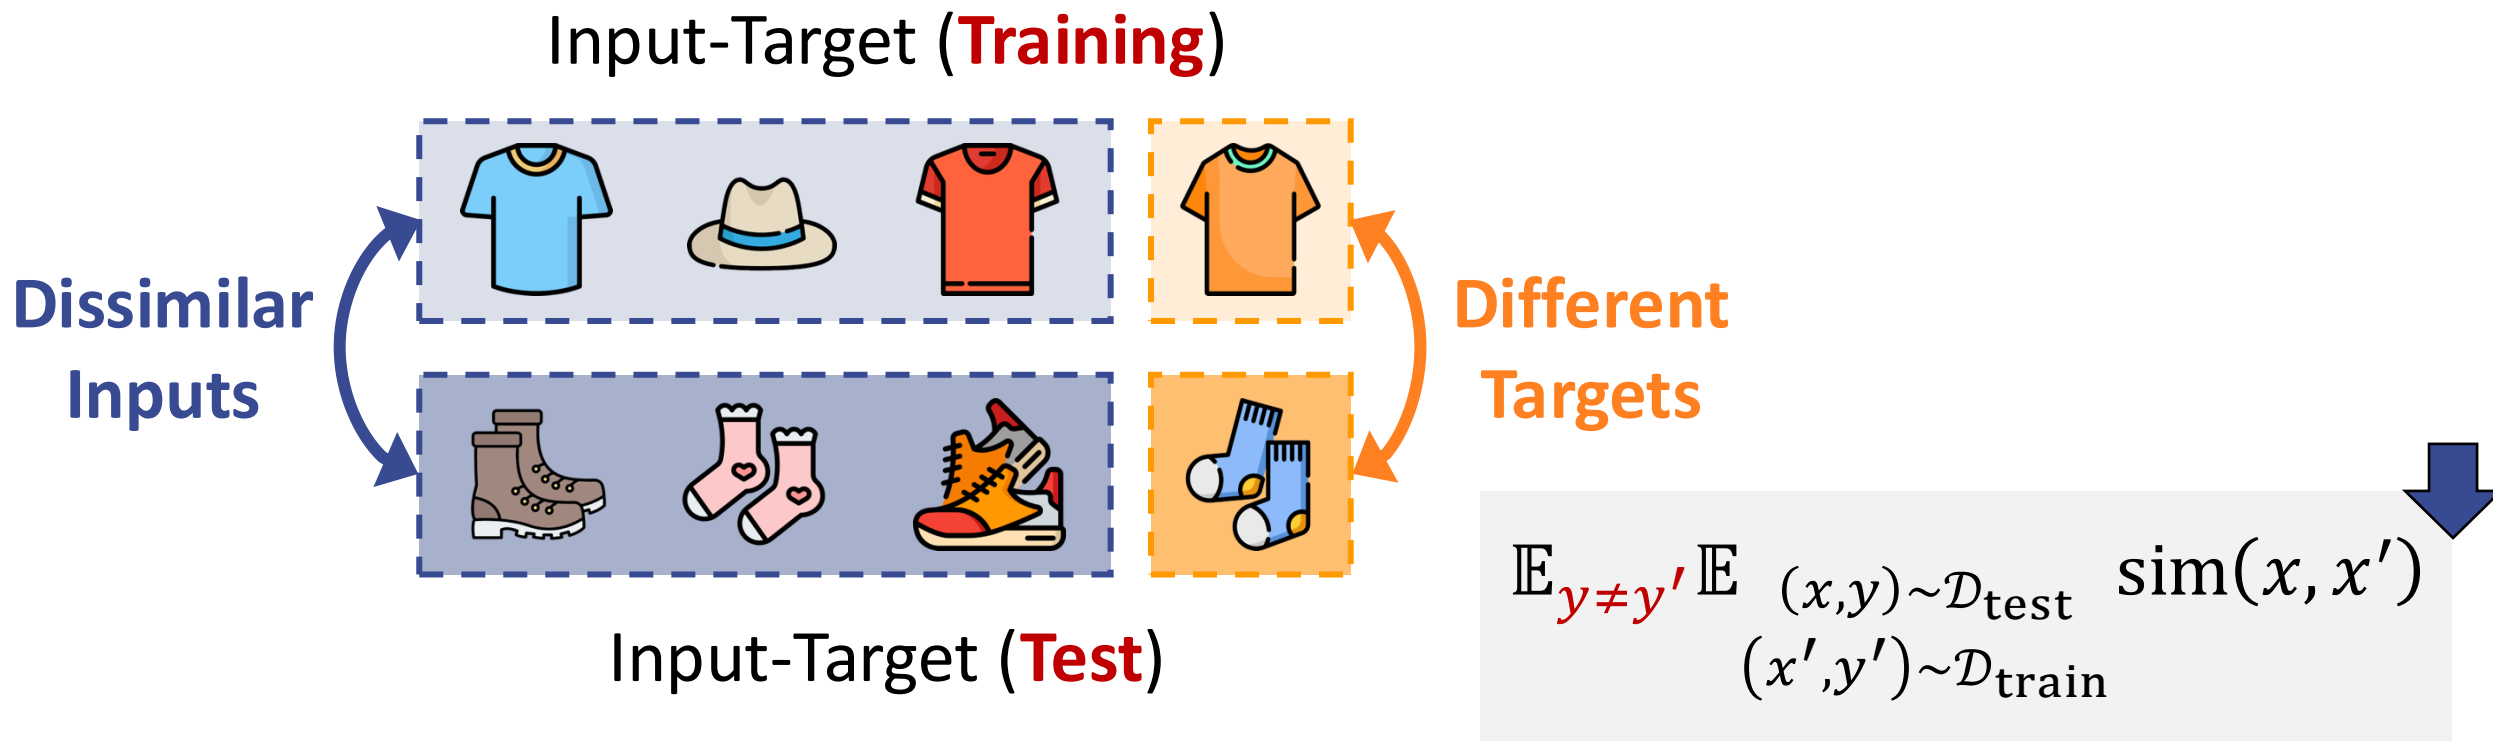 Input-Target (Training)
Dissimilar
Inputs
Different
Targets
Input-Target (Test)
𝔼_{y≠y′} 𝔼_{(x,y)~𝒟_test (x′,y′)~𝒟_train} sim(x, x′)